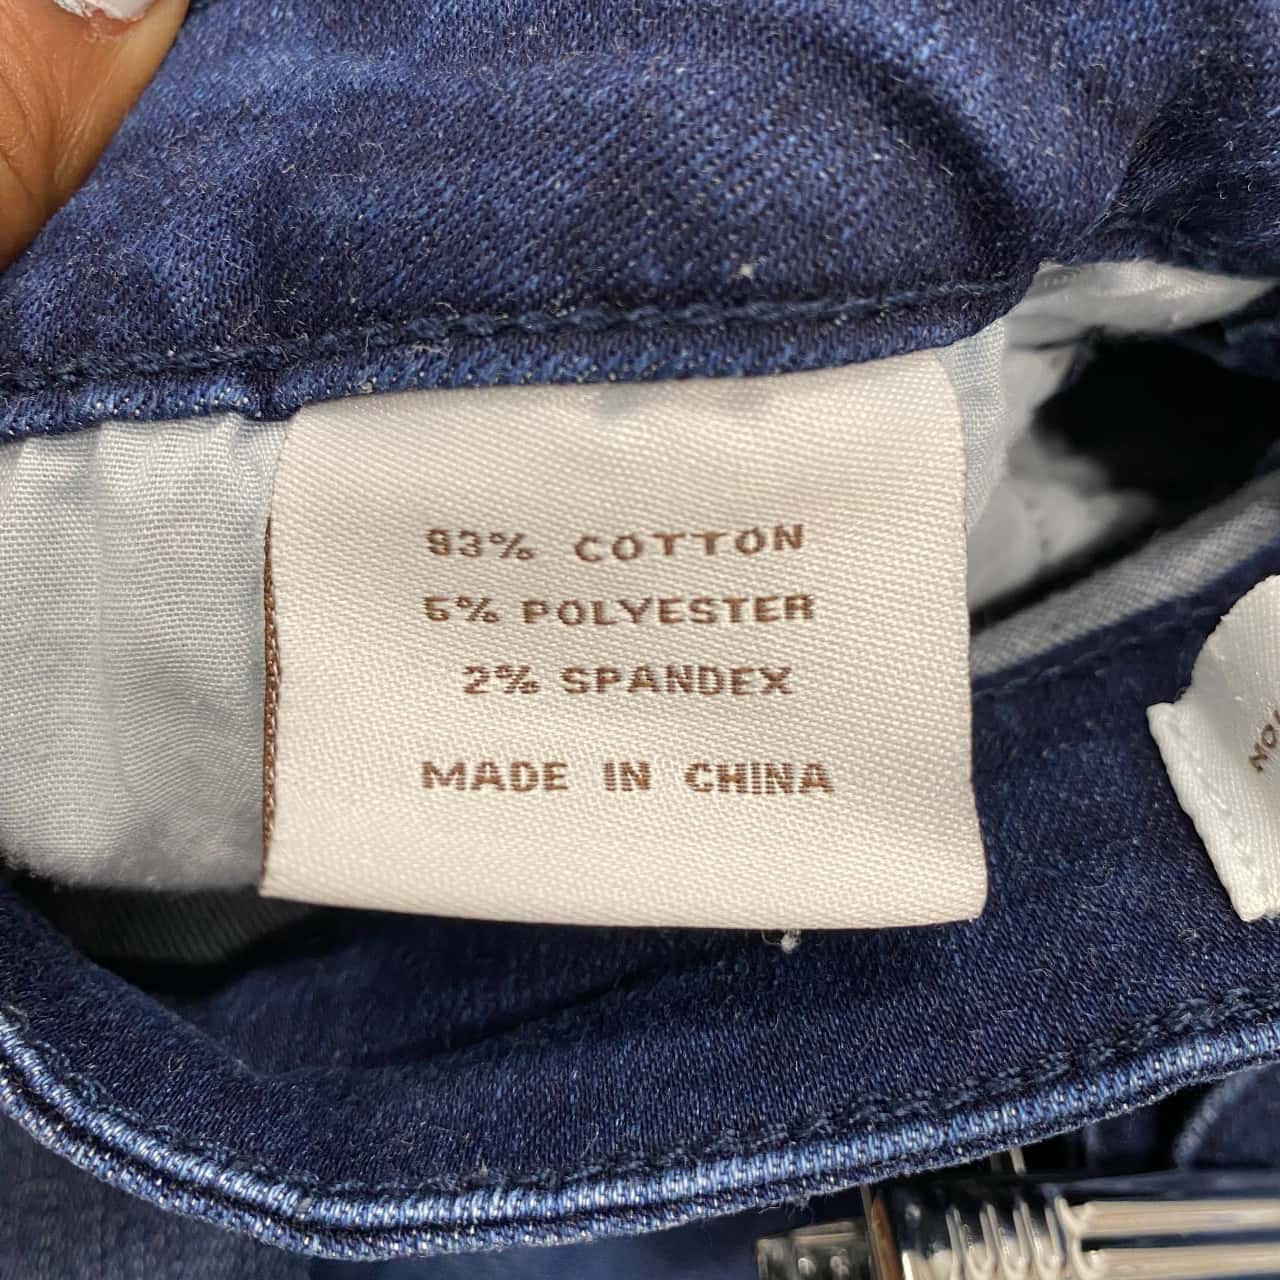 93% COTTON
5% POLYESTER
2% SPANDEX
MADE IN CHINA